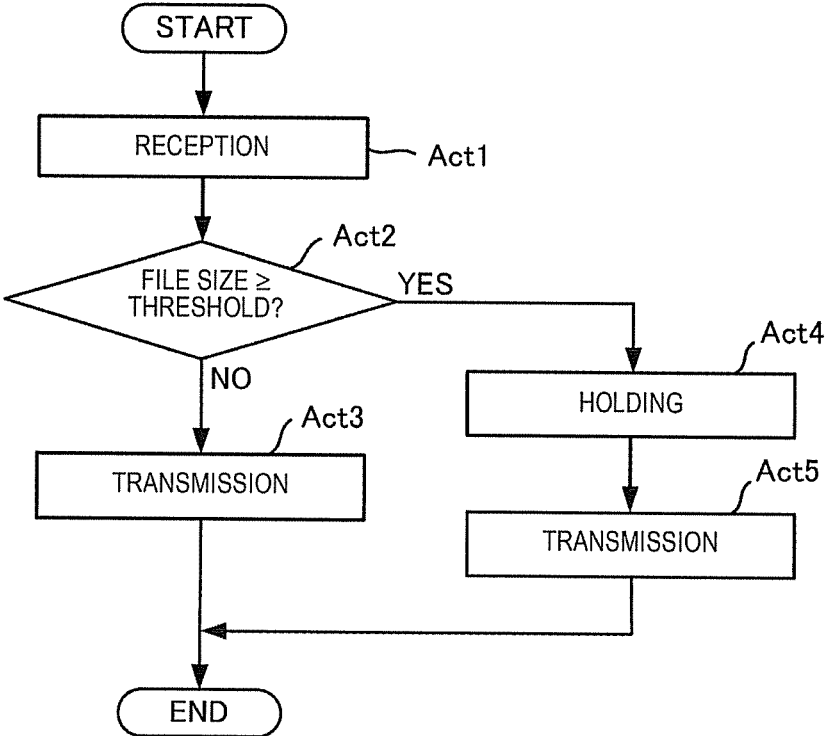 START
RECEPTION
Act1
Act2
FILE SIZE ≥
THRESHOLD?
YES
NO
Act4
HOLDING
Act3
TRANSMISSION
Act5
TRANSMISSION
END